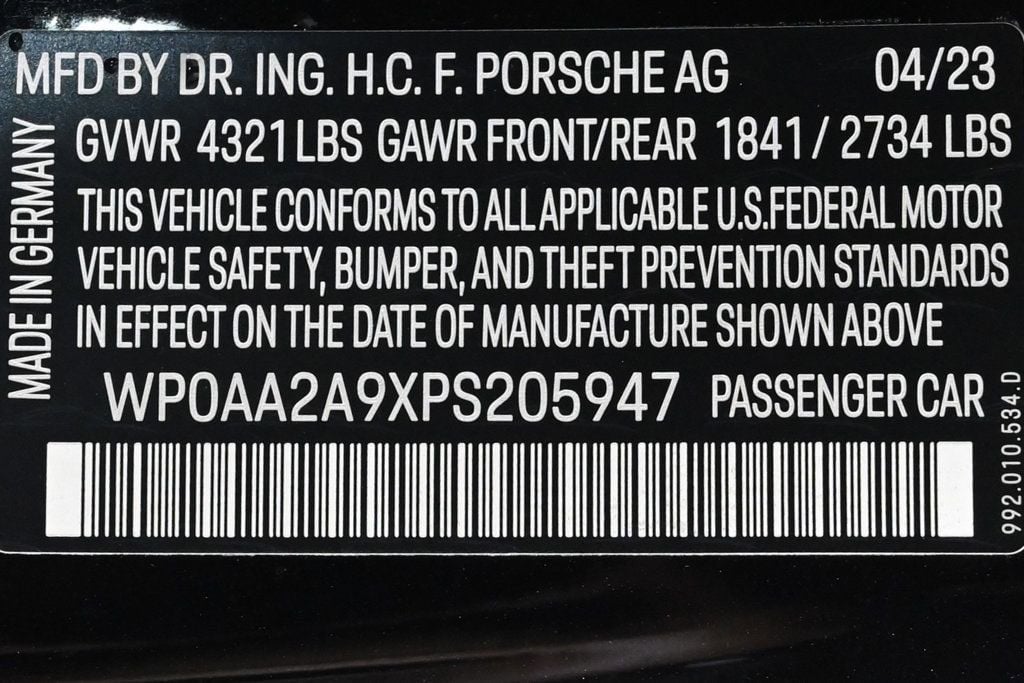 MFD BY DR. ING. H.C. F. PORSCHE AG 04/23
GVWR 4321 LBS GAWR FRONT/REAR 1841 / 2734 LBS
THIS VEHICLE CONFORMS TO ALL APPLICABLE U.S.FEDERAL MOTOR
VEHICLE SAFETY, BUMPER, AND THEFT PREVENTION STANDARDS
IN EFFECT ON THE DATE OF MANUFACTURE SHOWN ABOVE
WP0AA2A9XPS205947 PASSENGER CAR
MADE IN GERMANY
992.010.534.D